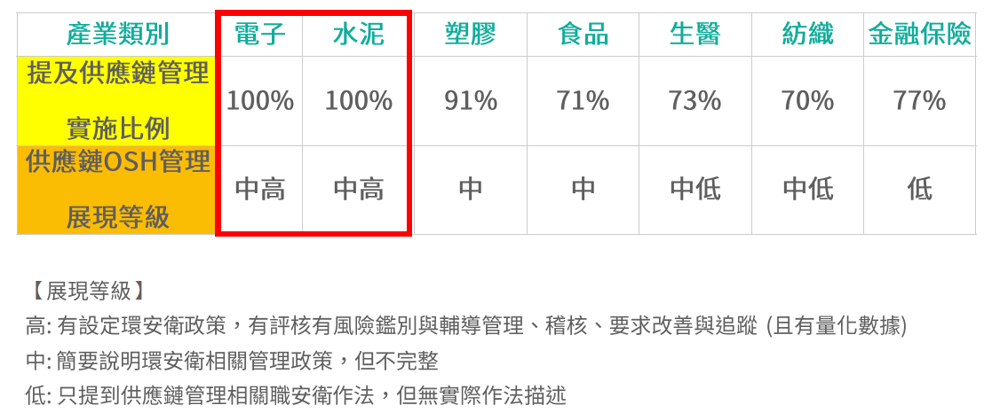 產業類別 電子 水泥 塑膠 食品 生醫 紡織 金融保險
提及供應鏈管理
實施比例 100% 100% 91% 71% 73% 70% 77%
供應鏈OSH管理
展現等級 中高 中高 中 中 中低 中低 低
【展現等級】
高: 有設定環安衛政策，有評核有風險鑑別與輔導管理、稽核、要求改善與追蹤 (且有量化數據)
中: 簡要說明環安衛相關管理政策，但不完整
低: 只提到供應鏈管理相關職安衛作法，但無實際作法描述